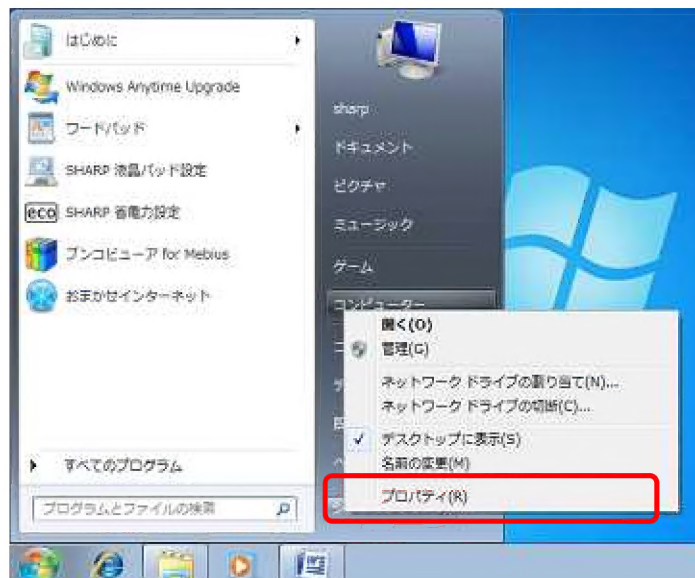 はじめに
Windows Anytime Upgrade
ワードパッド
SHARP 液晶パッド設定
eco SHARP 省電力設定
ブンコビューア for Mebius
おまかせインターネット
すべてのプログラム
プログラムとファイルの検索
sharp
ドキュメント
ピクチャ
ミュージック
ゲーム
コンピューター
開く(O)
管理(G)
ネットワーク ドライブの割り当て(N)...
ネットワーク ドライブの切断(C)...
デスクトップに表示(S)
名前の変更(M)
プロパティ(R)